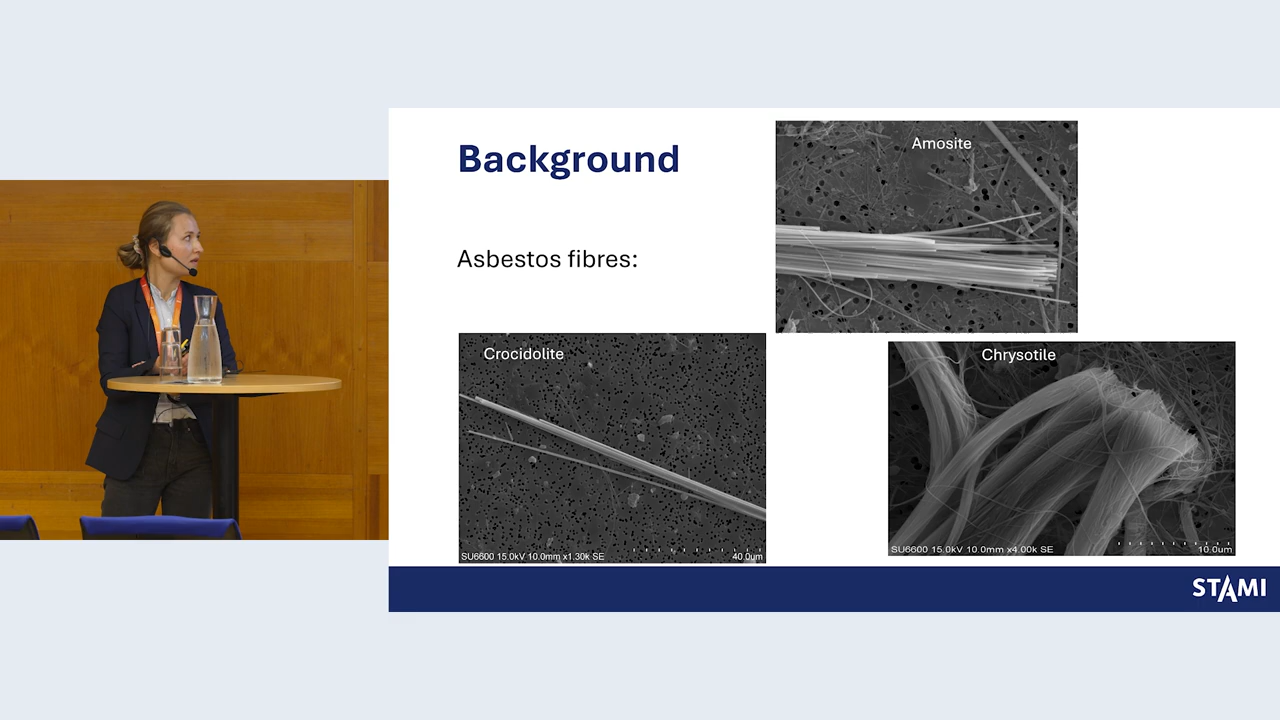 Background
Asbestos fibres:
Amosite
Crocidolite
SU6600 15.0kV 10.0mm x1.30k SE
40.0um
Chrysotile
SU6600 15.0kV 10.0mm x4.00k SE
10.0um
STAMI